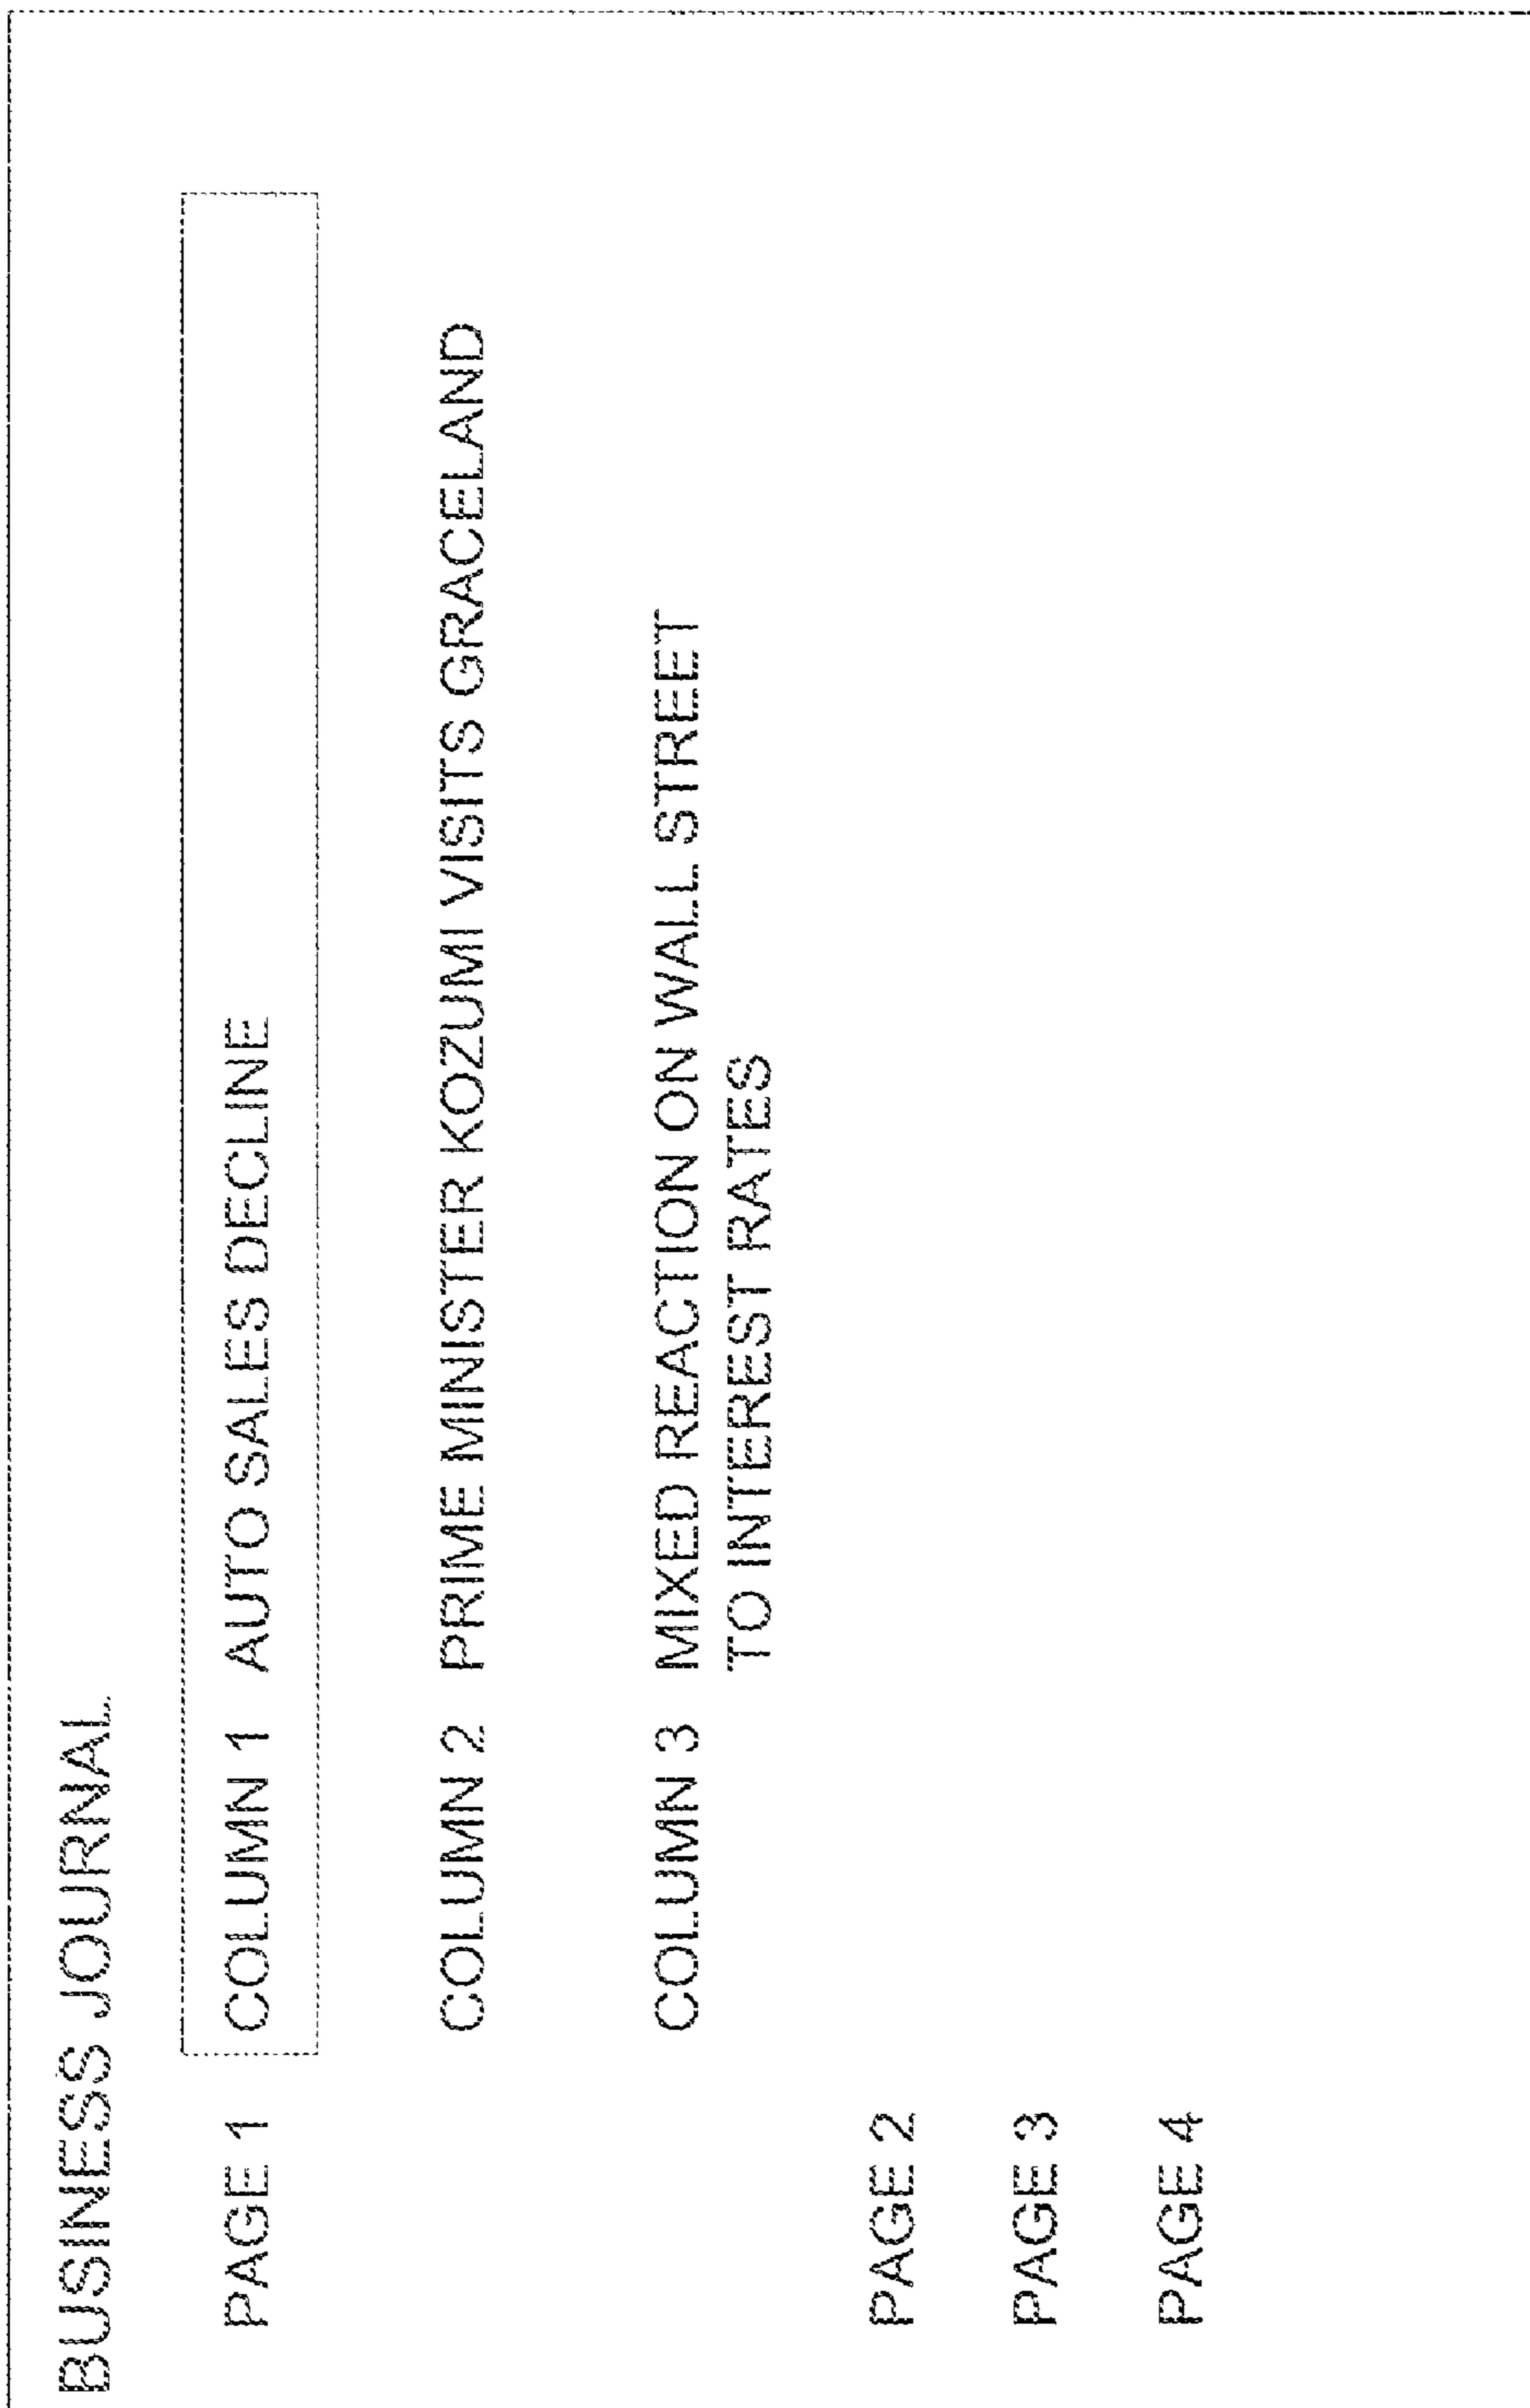 BUSINESS JOURNAL
PAGE 1 COLUMN 1 AUTO SALES DECLINE
COLUMN 2 PRIME MINISTER KOZUMI VISITS GRACELAND
COLUMN 3 MIXED REACTION ON WALL STREET
TO INTEREST RATES
PAGE 2
PAGE 3
PAGE 4